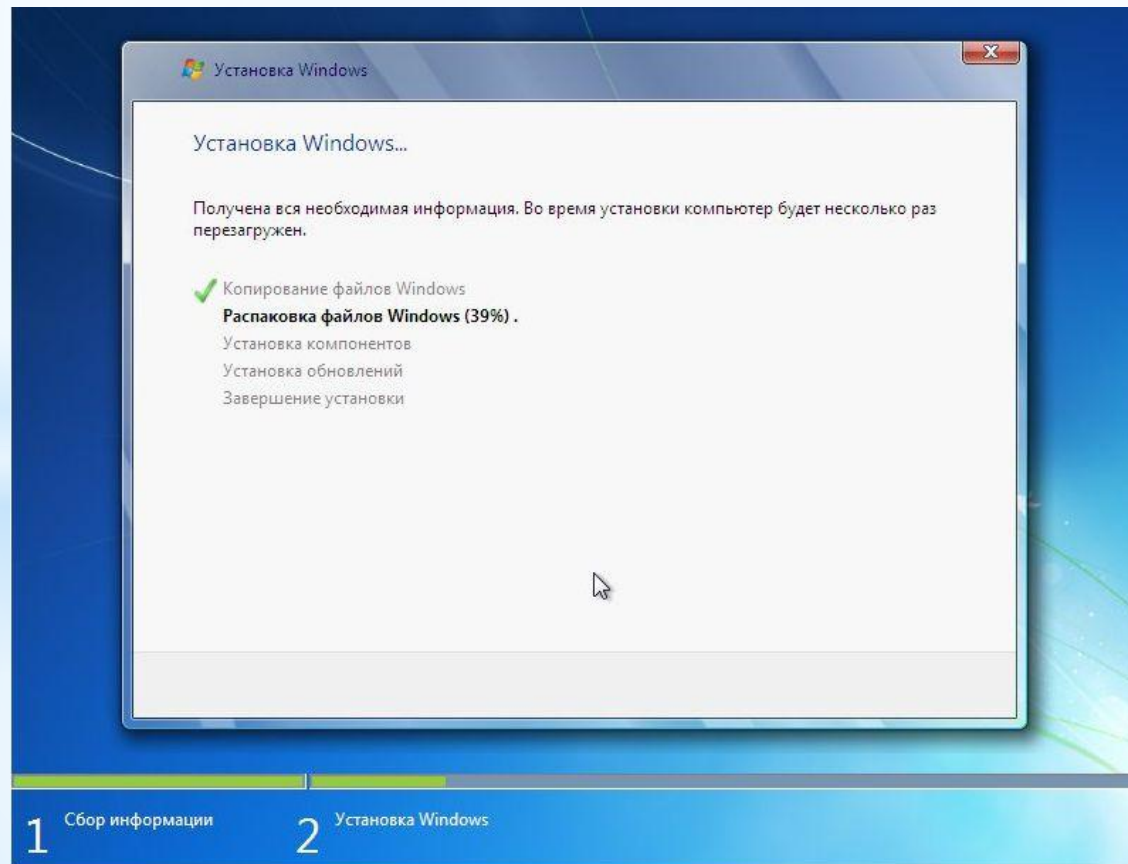 Установка Windows
Установка Windows...
Получена вся необходимая информация. Во время установки компьютер будет несколько раз
перезагружен.
Копирование файлов Windows
Распаковка файлов Windows (39%) .
Установка компонентов
Установка обновлений
Завершение установки
1 Сбор информации
2 Установка Windows